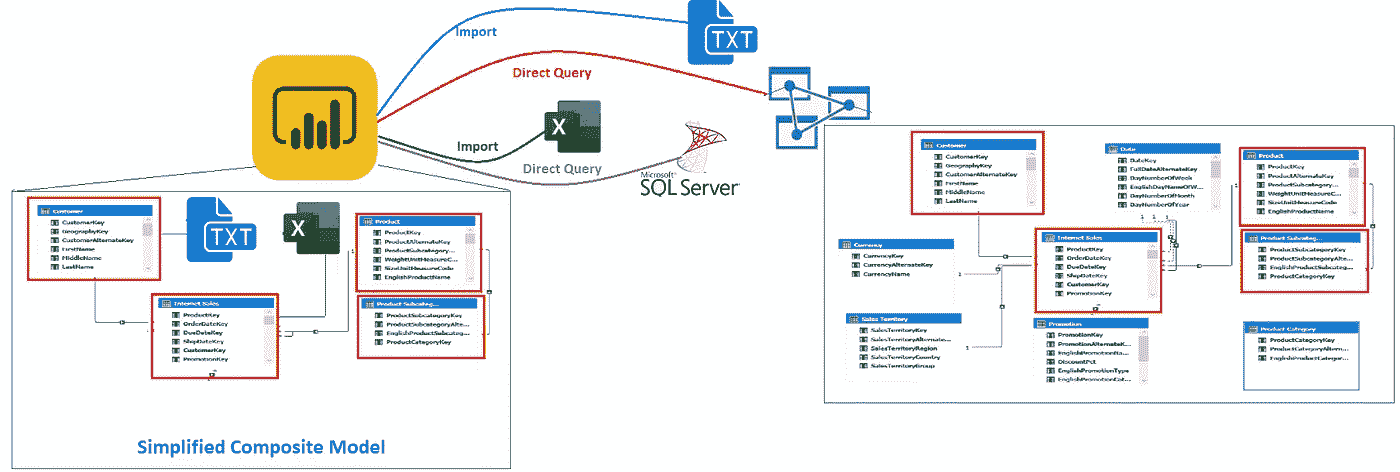 Import
TXT
Direct Query
X
Import
Direct Query
Microsoft
SQL Server
Customer
CustomerKey
GeographyKey
CustomerAlternateKey
FirstName
MiddleName
LastName
TXT
X
Product
ProductKey
ProductAlternateKey
ProductSubcategory...
WeightUnitMeasureC...
SizeUnitMeasureCode
EnglishProductName
Internet Sales
ProductKey
OrderDateKey
DueDateKey
ShipDateKey
CustomerKey
PromotionKey
Product Subcateg...
ProductSubcategoryKey
ProductSubcategoryAlte...
EnglishProductSubcateg...
ProductCategoryKey
Simplified Composite Model
Customer
CustomerKey
GeographyKey
CustomerAlternateKey
FirstName
MiddleName
LastName
Date
DateKey
FullDateAlternateKey
DayNumberOfWeek
EnglishDayNameOfW...
DayNumberOfMonth
DayNumberOfYear
Product
ProductKey
ProductAlternateKey
ProductSubcategory...
WeightUnitMeasureC...
SizeUnitMeasureCode
EnglishProductName
Currency
CurrencyKey
CurrencyAlternateKey
CurrencyName
Internet Sales
ProductKey
OrderDateKey
DueDateKey
ShipDateKey
CustomerKey
PromotionKey
Product Subcateg...
ProductSubcategoryKey
ProductSubcategoryAlte...
EnglishProductSubcateg...
ProductCategoryKey
Sales Territory
SalesTerritoryKey
SalesTerritoryAlternate...
SalesTerritoryRegion
SalesTerritoryCountry
SalesTerritoryGroup
Promotion
PromotionKey
PromotionAlternateK...
EnglishPromotionNa...
DiscountPct
EnglishPromotionType
EnglishPromotionCat...
Product Category
ProductCategoryKey
ProductCategoryAltern...
EnglishProductCategor...